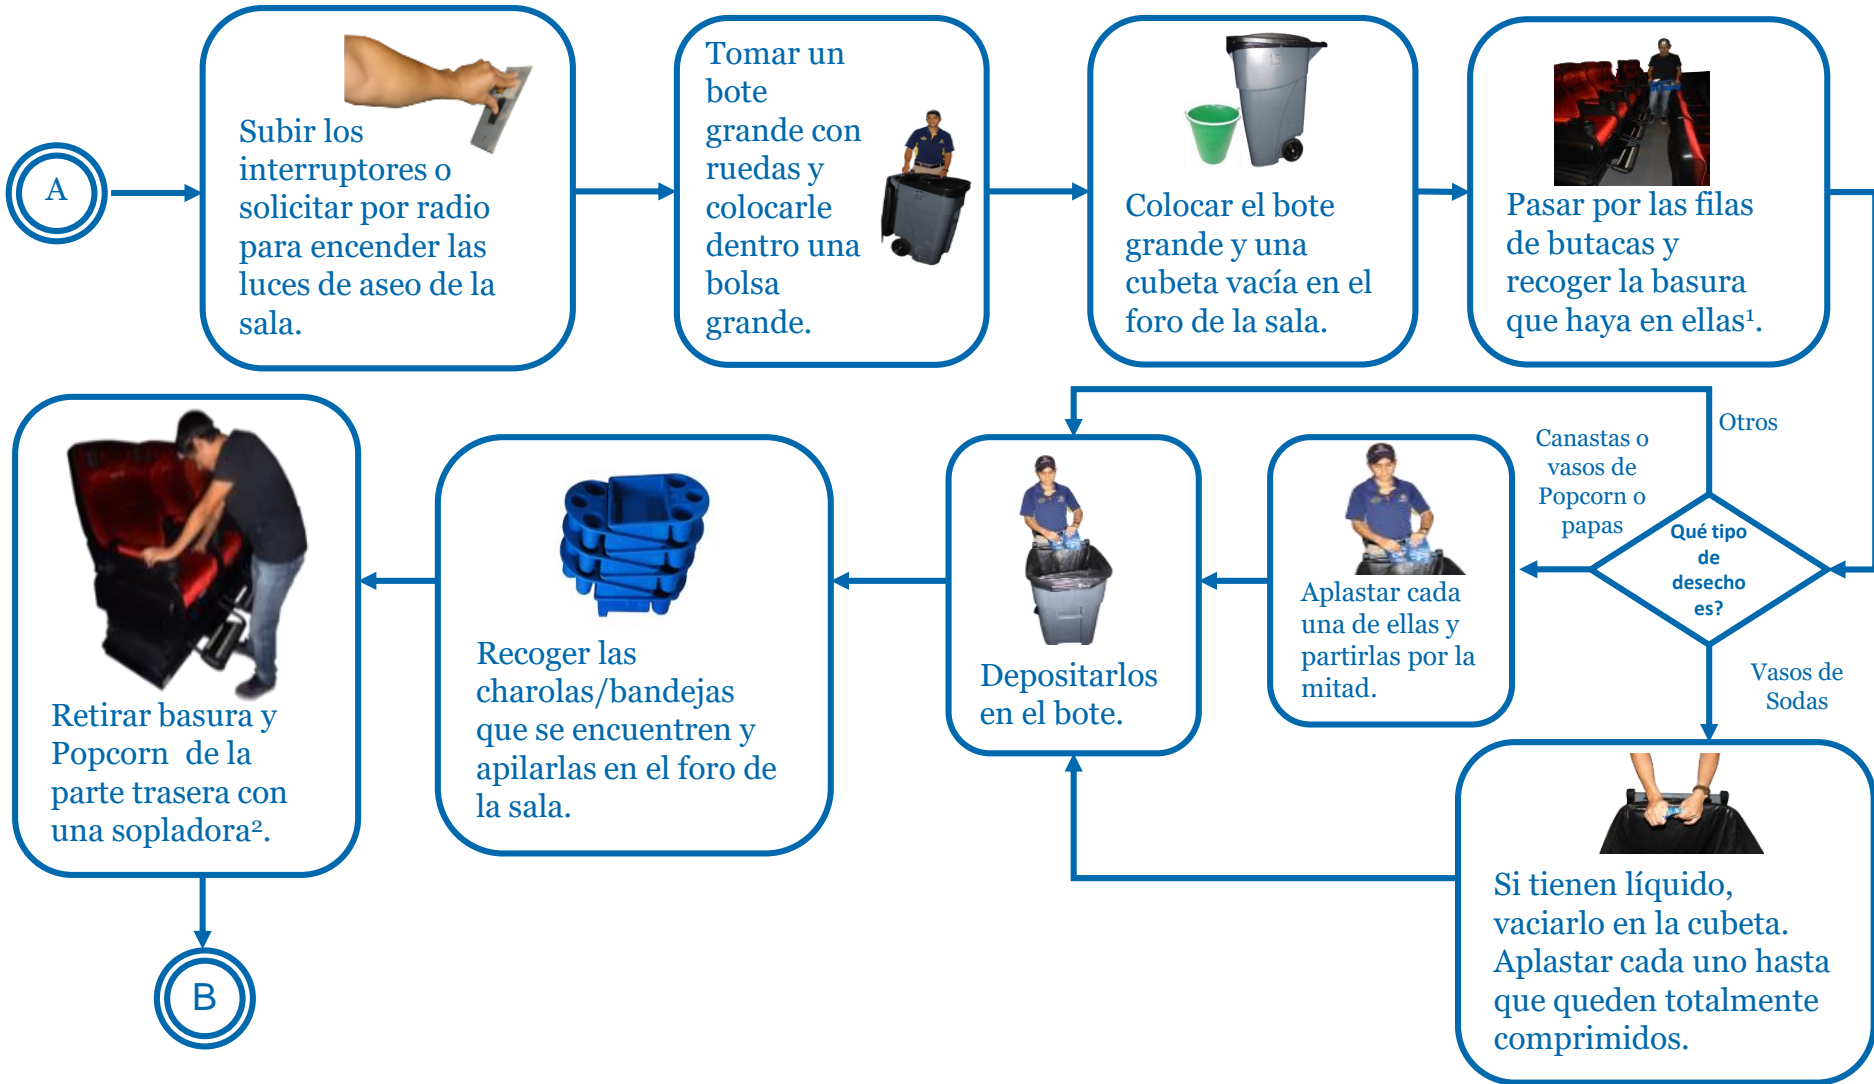 A
Subir los
interruptores o
solicitar por radio
para encender las
luces de aseo de la
sala.
Tomar un
bote
grande con
ruedas y
colocarle
dentro una
bolsa
grande.
Colocar el bote
grande y una
cubeta vacía en el
foro de la sala.
Pasar por las filas
de butacas y
recoger la basura
que haya en ellas¹.
Qué tipo
de
desecho
es?
Otros
Canastas o
vasos de
Popcorn o
papas
Vasos de
Sodas
Aplastar cada
una de ellas y
partirlas por la
mitad.
Si tienen líquido,
vaciarlo en la cubeta.
Aplastar cada uno hasta
que queden totalmente
comprimidos.
Depositarlos
en el bote.
Recoger las
charolas/bandejas
que se encuentren y
apilarlas en el foro de
la sala.
Retirar basura y
Popcorn  de la
parte trasera con
una sopladora².
B